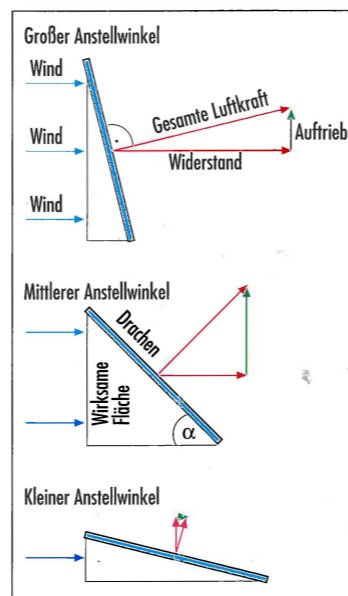 Großer Anstellwinkel
Wind
Gesamte Luftkraft
Auftrieb
Wind
Widerstand
Wind
Mittlerer Anstellwinkel
Drachen
Wirksame
Fläche
α
Kleiner Anstellwinkel